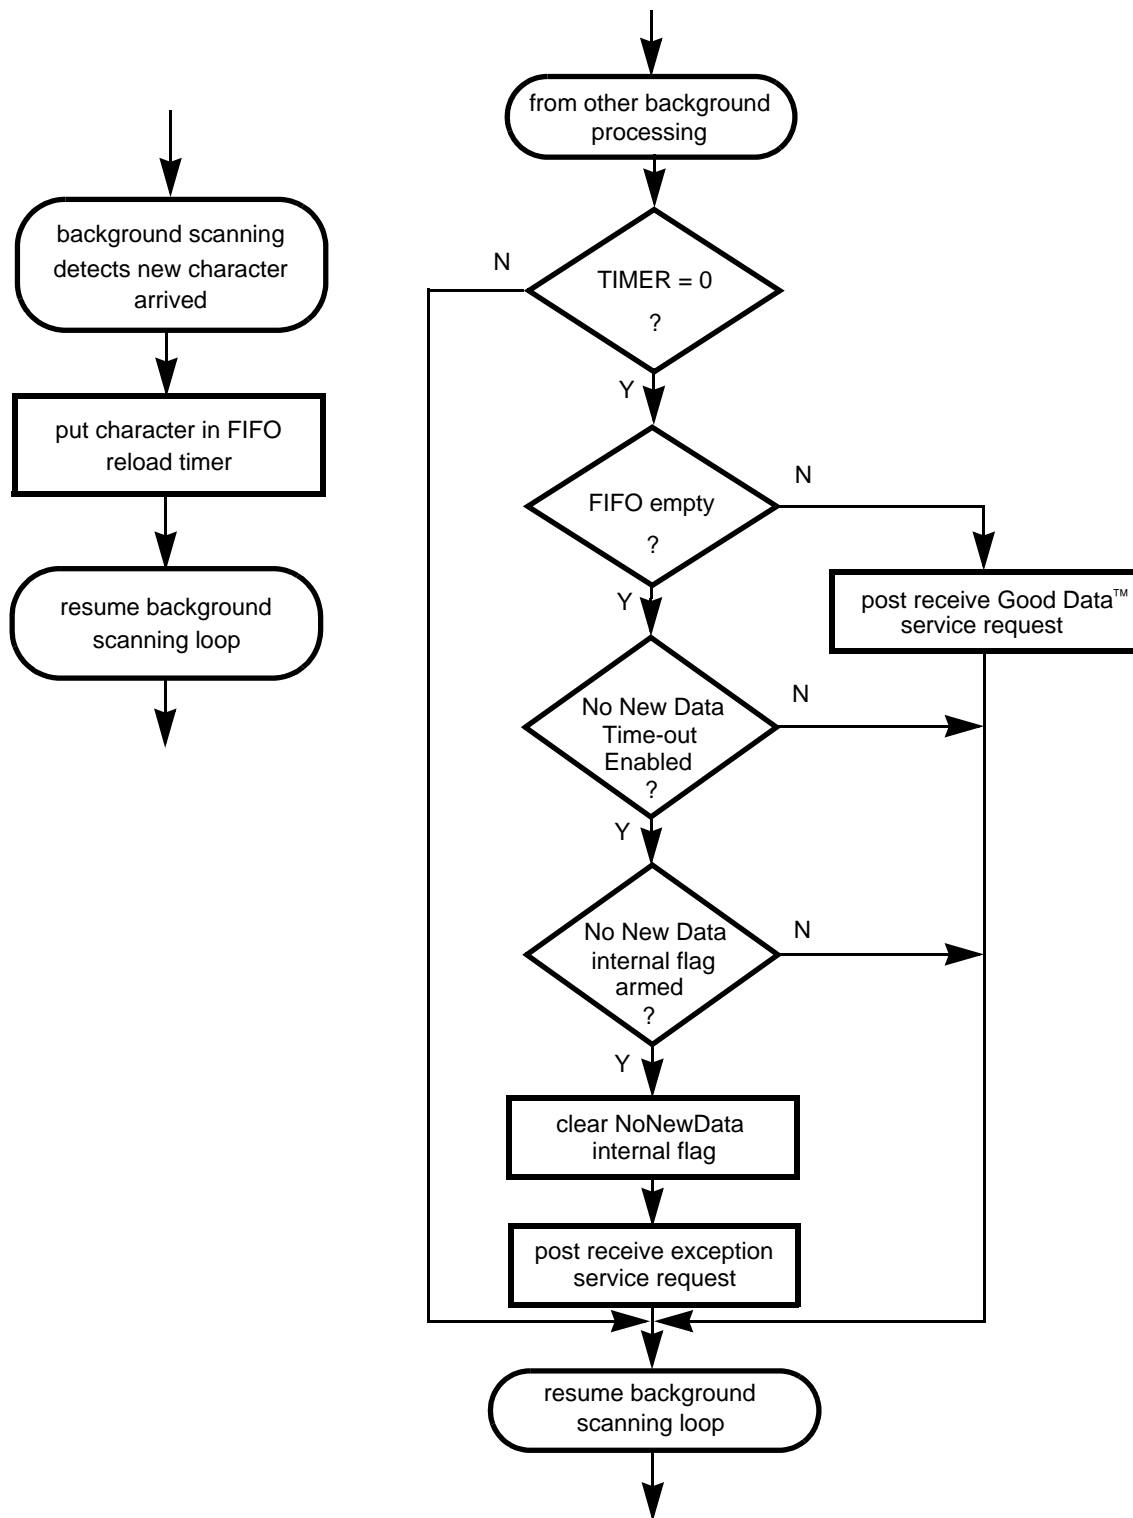 background scanning
detects new character
arrived
put character in FIFO
reload timer
resume background
scanning loop
from other background
processing
TIMER = 0
?
N
Y
FIFO empty
?
N
Y
post receive Good Data™
service request
No New Data
Time-out
Enabled
?
N
Y
No New Data
internal flag
armed
?
N
Y
clear NoNewData
internal flag
post receive exception
service request
resume background
scanning loop